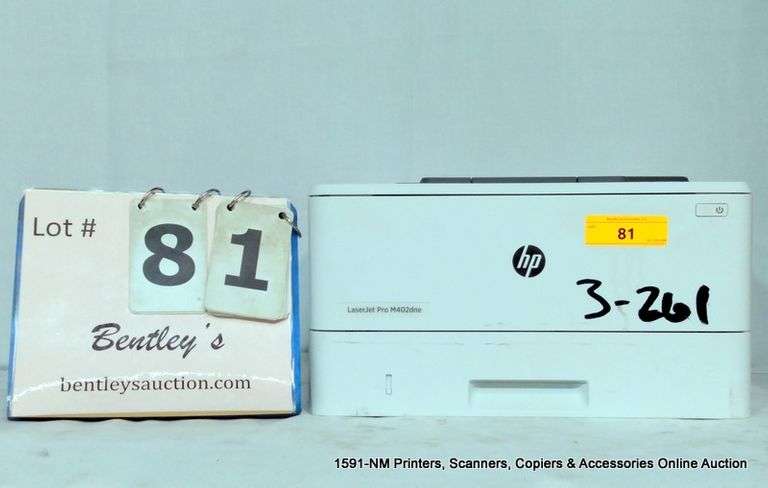 Lot #
81
Bentley's
bentleysauction.com
81
hp
LaserJet Pro M402dne
3-261
1591-NM Printers, Scanners, Copiers & Accessories Online Auction